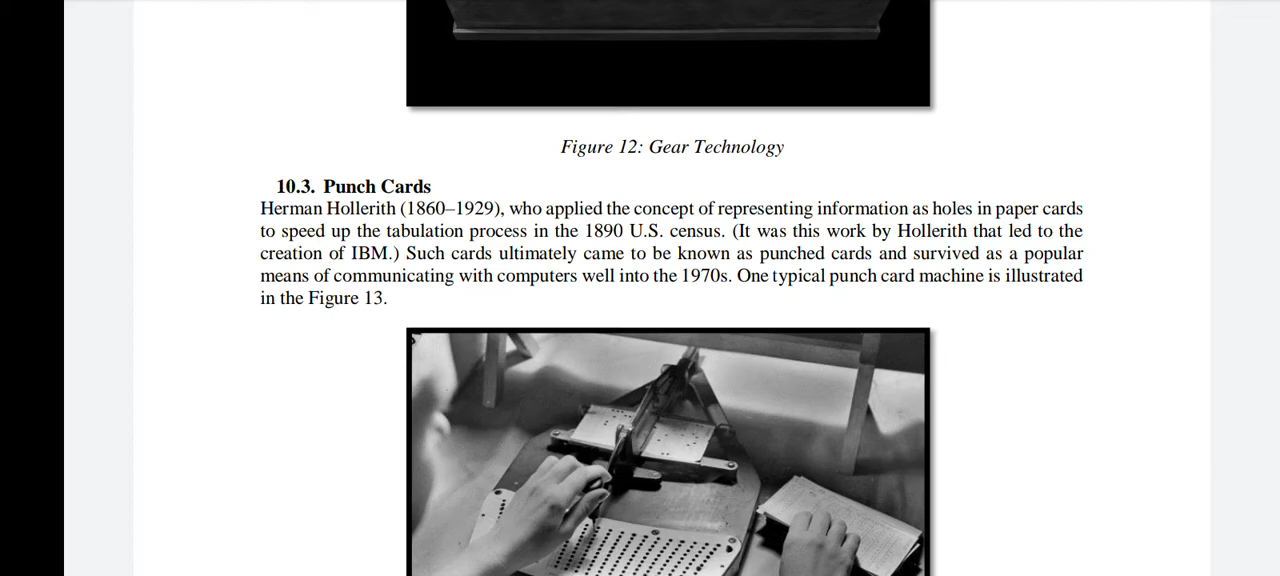 Figure 12: Gear Technology
10.3. Punch Cards
Herman Hollerith (1860–1929), who applied the concept of representing information as holes in paper cards
to speed up the tabulation process in the 1890 U.S. census. (It was this work by Hollerith that led to the
creation of IBM.) Such cards ultimately came to be known as punched cards and survived as a popular
means of communicating with computers well into the 1970s. One typical punch card machine is illustrated
in the Figure 13.